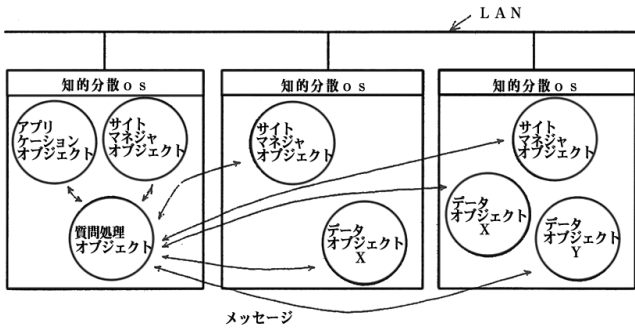 LAN
知的分散os
知的分散os
知的分散os
アプリ
ケーション
オブジェクト
サイト
マネジャ
オブジェクト
質問処理
オブジェクト
サイト
マネジャ
オブジェクト
データ
オブジェクト
X
サイト
マネジャ
オブジェクト
データ
オブジェクト
X
データ
オブジェクト
Y
メッセージ